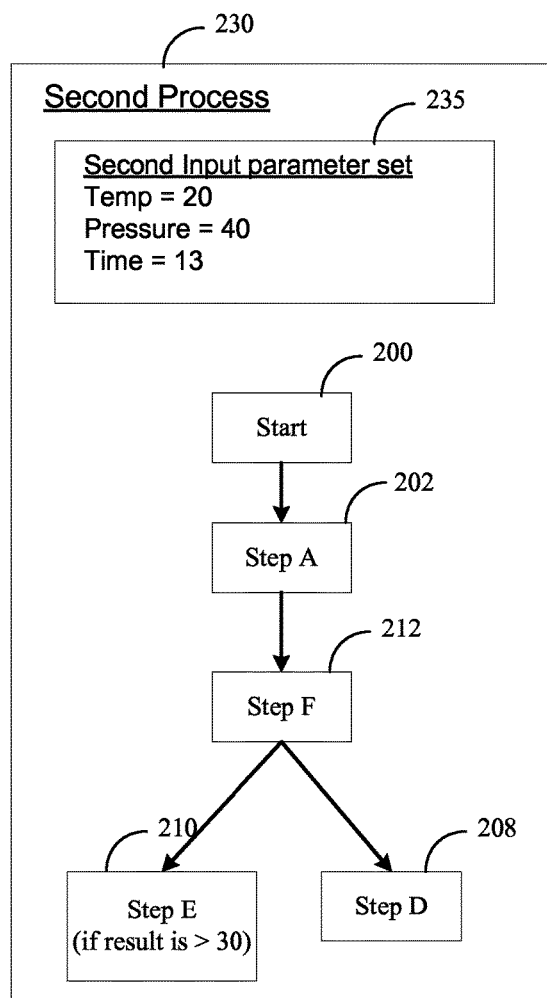 230
Second Process
235
Second Input parameter set
Temp = 20
Pressure = 40
Time = 13
200
Start
202
Step A
212
Step F
210
Step E
(if result is > 30)
208
Step D